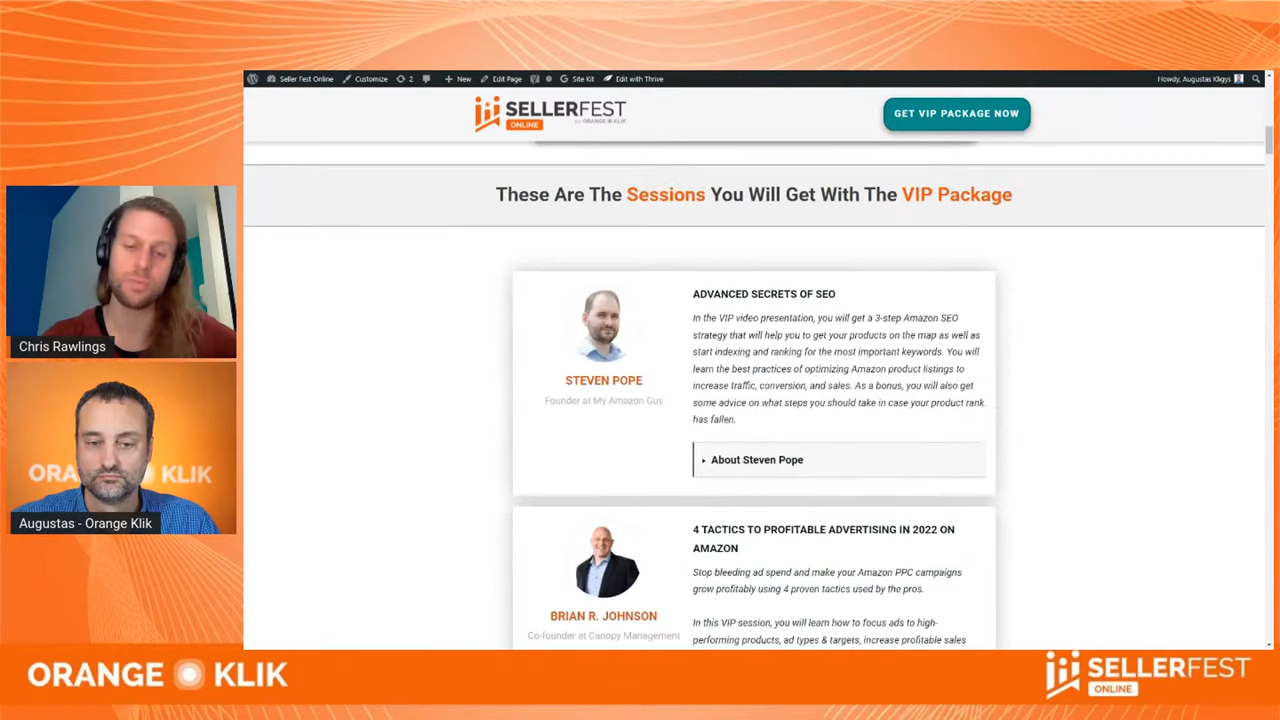 Seller Fest Online
Customize
2
New
Edit Page
Site Kit
Edit with Thrive
Howdy, Augustas Kligys
SELLERFEST
ONLINE
by ORANGE KLIK
GET VIP PACKAGE NOW
These Are The Sessions You Will Get With The VIP Package
ADVANCED SECRETS OF SEO
In the VIP video presentation, you will get a 3-step Amazon SEO
strategy that will help you to get your products on the map as well as
start indexing and ranking for the most important keywords. You will
learn the best practices of optimizing Amazon product listings to
increase traffic, conversion, and sales. As a bonus, you will also get
some advice on what steps you should take in case your product rank
has fallen.
STEVEN POPE
Founder at My Amazon Guy
About Steven Pope
4 TACTICS TO PROFITABLE ADVERTISING IN 2022 ON
AMAZON
Stop bleeding ad spend and make your Amazon PPC campaigns
grow profitably using 4 proven tactics used by the pros.
In this VIP session, you will learn how to focus ads to high-
performing products, ad types & targets, increase profitable sales
BRIAN R. JOHNSON
Co-founder at Canopy Management
Chris Rawlings
ORA KLIK
Augustas - Orange Klik
ORANGE KLIK
SELLERFEST
ONLINE